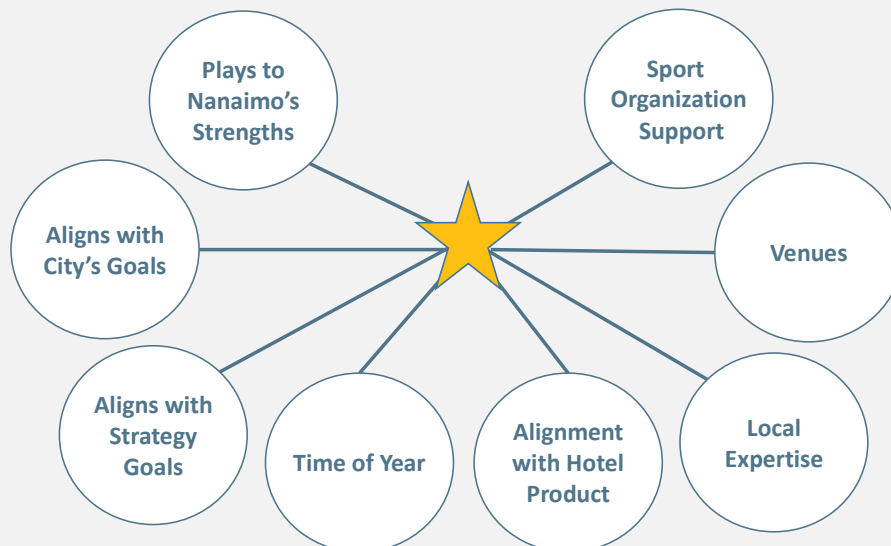 Plays to
Nanaimo’s
Strengths
Sport
Organization
Support
Aligns with
City’s Goals
Venues
Aligns with
Strategy
Goals
Time of Year
Alignment
with Hotel
Product
Local
Expertise